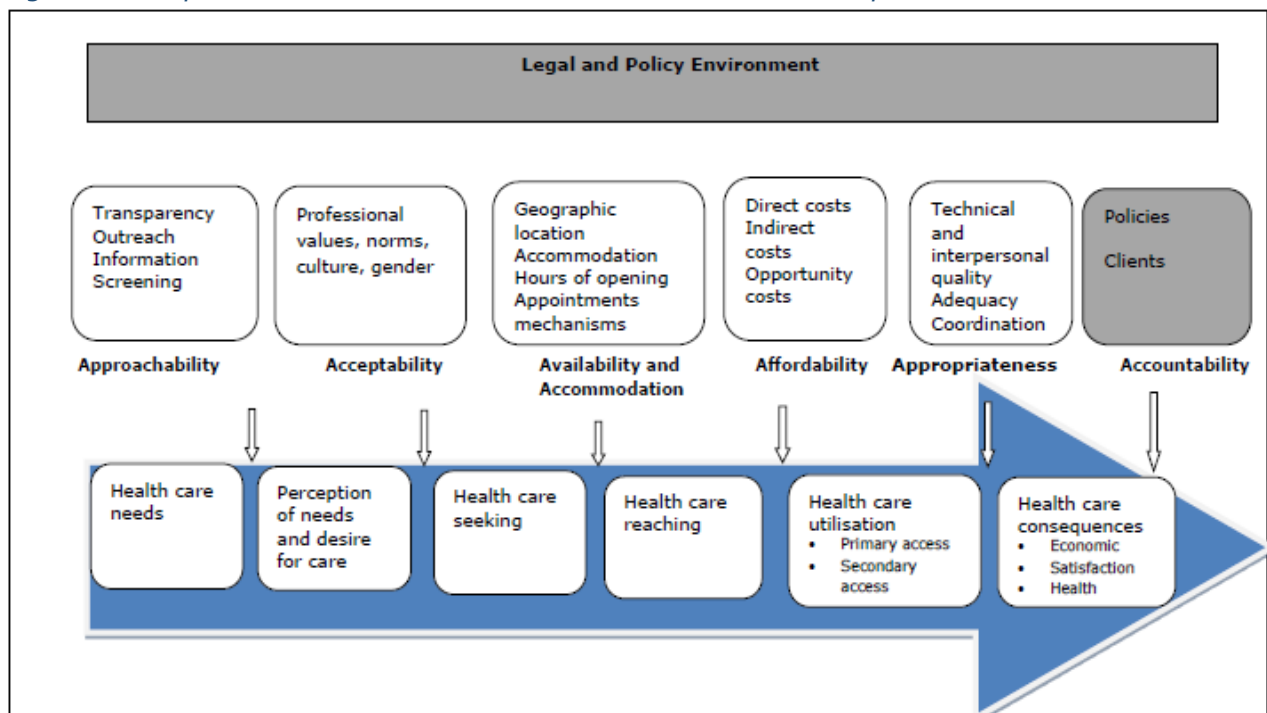 Legal and Policy Environment
Transparency
Outreach
Information
Screening
Professional
values, norms,
culture, gender
Geographic
location
Accommodation
Hours of opening
Appointments
mechanisms
Direct costs
Indirect
costs
Opportunity
costs
Technical
and
interpersonal
quality
Adequacy
Coordination
Policies
Clients
Approachability
Acceptability
Availability and
Accommodation
Affordability
Appropriateness
Accountability
Health care
needs
Perception
of needs
and desire
for care
Health care
seeking
Health care
reaching
Health care
utilisation
• Primary access
• Secondary
access
Health care
consequences
• Economic
• Satisfaction
• Health